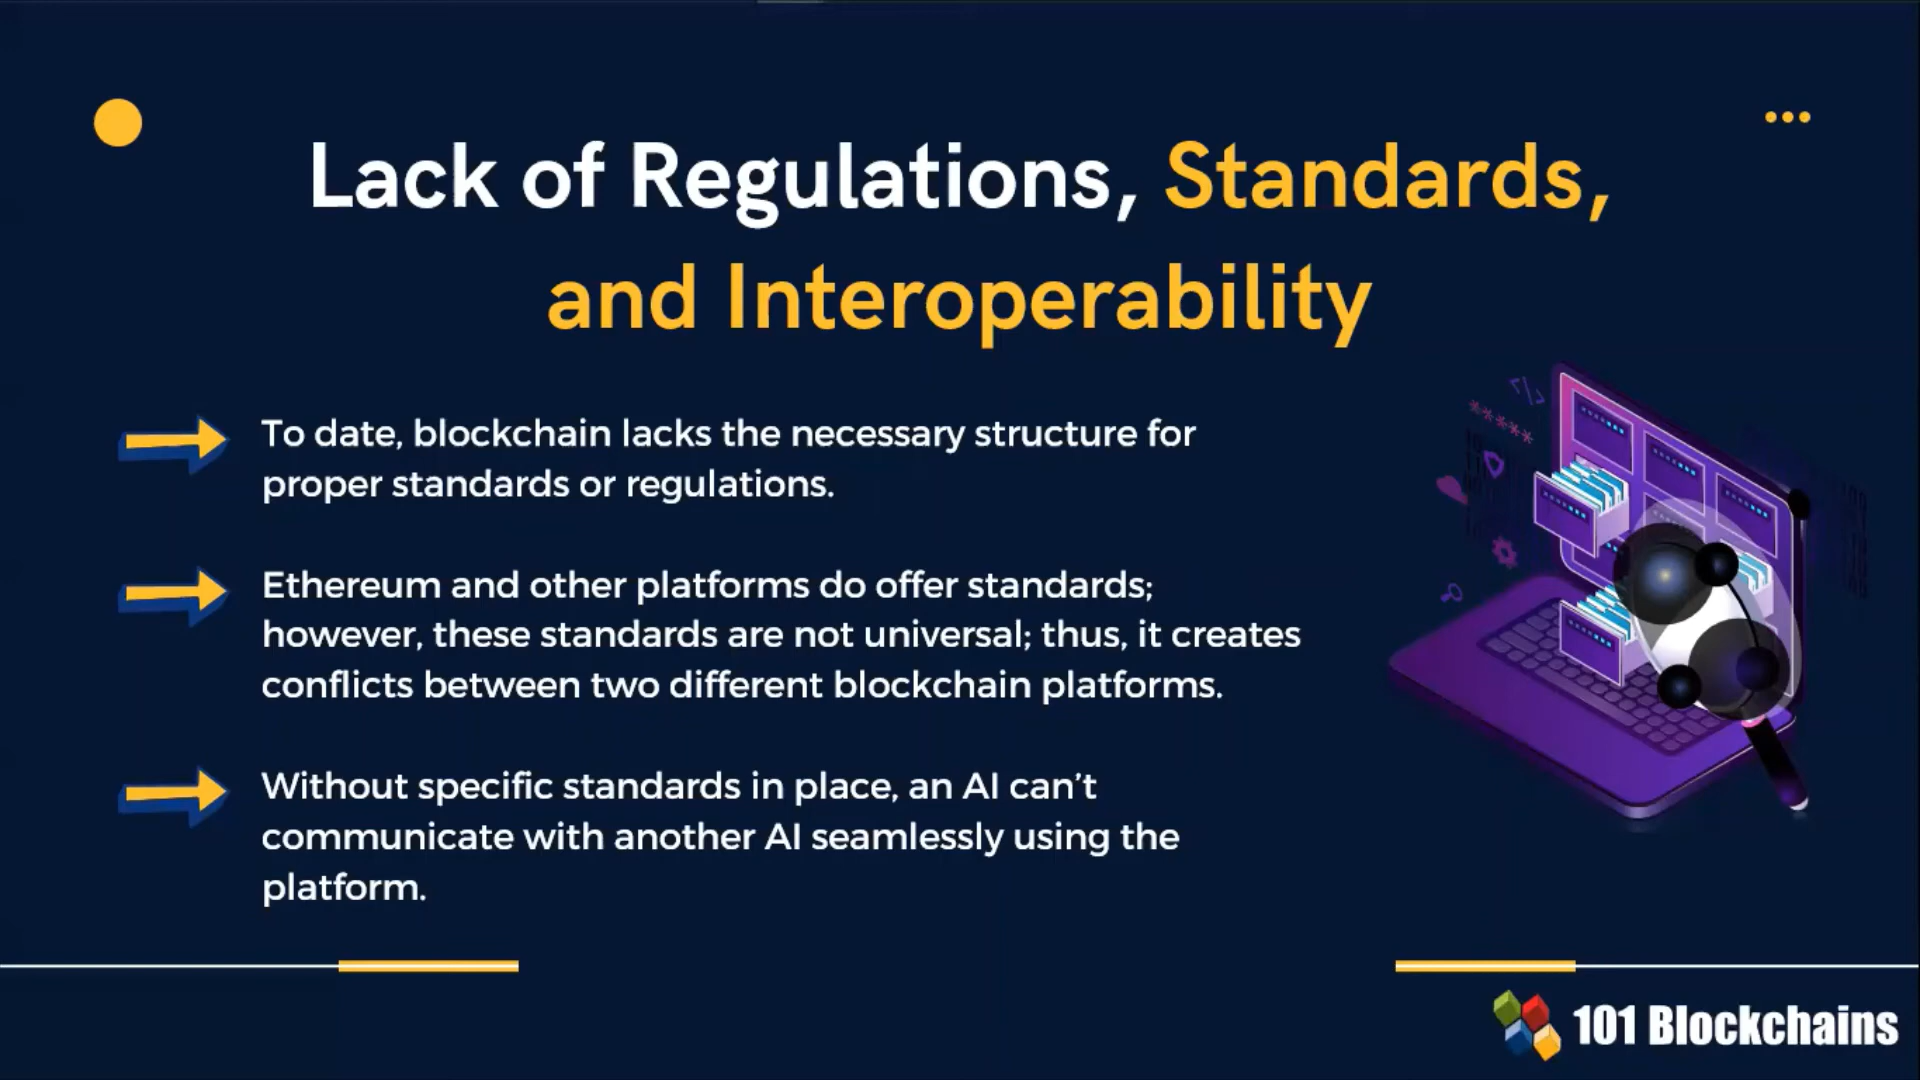 Lack of Regulations, Standards,
and Interoperability
To date, blockchain lacks the necessary structure for
proper standards or regulations.
Ethereum and other platforms do offer standards;
however, these standards are not universal; thus, it creates
conflicts between two different blockchain platforms.
Without specific standards in place, an AI can't
communicate with another AI seamlessly using the
platform.
101 Blockchains